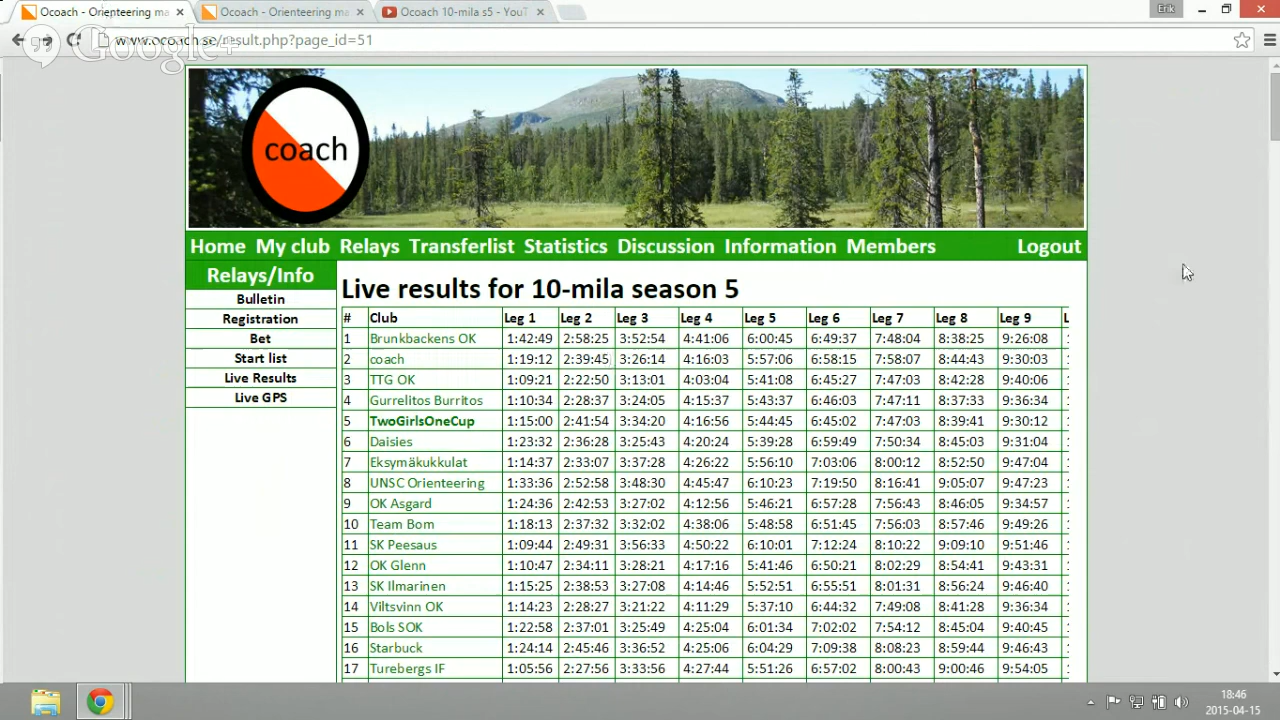 Ocoach - Orienteering ma × Ocoach - Orienteering ma × Ocoach 10-mila s5 - YouT × Erik
www.ocoach.se/result.php?page_id=51
Google+
coach
Home My club Relays Transferlist Statistics Discussion Information Members Logout
Relays/Info
Bulletin
Registration
Bet
Start list
Live Results
Live GPS
Live results for 10-mila season 5
# Club Leg 1 Leg 2 Leg 3 Leg 4 Leg 5 Leg 6 Leg 7 Leg 8 Leg 9 L
1 Brunkbackens OK 1:42:49 2:58:25 3:52:54 4:41:06 6:00:45 6:49:37 7:48:04 8:38:25 9:26:08
2 coach 1:19:12 2:39:45 3:26:14 4:16:03 5:57:06 6:58:15 7:58:07 8:44:43 9:30:03
3 TTG OK 1:09:21 2:22:50 3:13:01 4:03:04 5:41:08 6:45:27 7:47:03 8:42:28 9:40:06
4 Gurrelitos Burritos 1:10:34 2:28:37 3:24:05 4:15:37 5:43:37 6:46:03 7:47:11 8:37:33 9:36:34
5 TwoGirlsOneCup 1:15:00 2:41:54 3:34:20 4:16:56 5:44:45 6:45:02 7:47:03 8:39:41 9:30:12
6 Daisies 1:23:32 2:36:28 3:25:43 4:20:24 5:39:28 6:59:49 7:50:34 8:45:03 9:31:04
7 Eksymäkukkulat 1:14:37 2:33:07 3:37:28 4:26:22 5:56:10 7:03:06 8:00:12 8:52:50 9:47:04
8 UNSC Orienteering 1:33:36 2:52:58 3:48:30 4:45:47 6:10:23 7:19:50 8:16:41 9:05:07 9:47:23
9 OK Asgard 1:24:36 2:42:53 3:27:02 4:12:56 5:46:21 6:57:28 7:56:43 8:46:05 9:34:57
10 Team Bom 1:18:13 2:37:32 3:32:02 4:38:06 5:48:58 6:51:45 7:56:03 8:57:46 9:49:26
11 SK Peesaus 1:09:44 2:49:31 3:56:33 4:50:22 6:10:01 7:12:24 8:10:22 9:09:10 9:51:46
12 OK Glenn 1:10:47 2:34:11 3:28:21 4:17:16 5:41:46 6:50:21 8:02:29 8:54:41 9:43:31
13 SK Ilmarinen 1:15:25 2:38:53 3:27:08 4:14:46 5:52:51 6:55:51 8:01:31 8:56:24 9:46:40
14 Viltsvinn OK 1:14:23 2:28:27 3:21:22 4:11:29 5:37:10 6:44:32 7:49:08 8:41:28 9:36:34
15 Bols SOK 1:22:58 2:37:01 3:25:49 4:25:04 6:01:34 7:02:02 7:54:12 8:45:04 9:40:45
16 Starbuck 1:24:14 2:45:46 3:36:52 4:25:06 6:04:29 7:09:38 8:08:23 8:59:44 9:46:43
17 Turebergs IF 1:05:56 2:27:56 3:33:56 4:27:44 5:51:26 6:57:02 8:00:43 9:00:46 9:54:05
18:46
2015-04-15